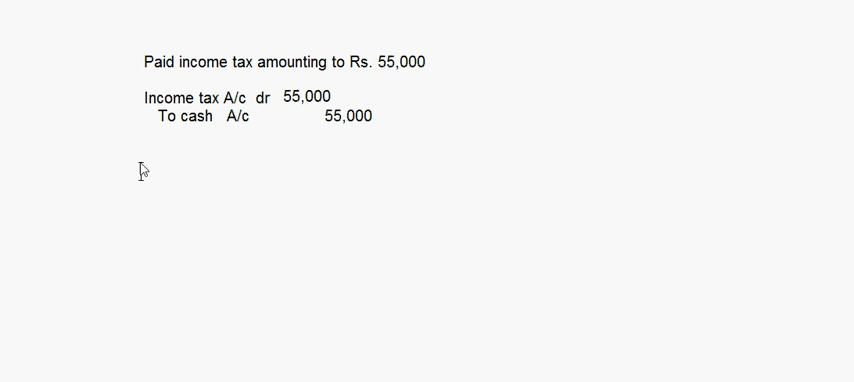 Paid income tax amounting to Rs. 55,000
Income tax A/c dr 55,000
To cash A/c 55,000